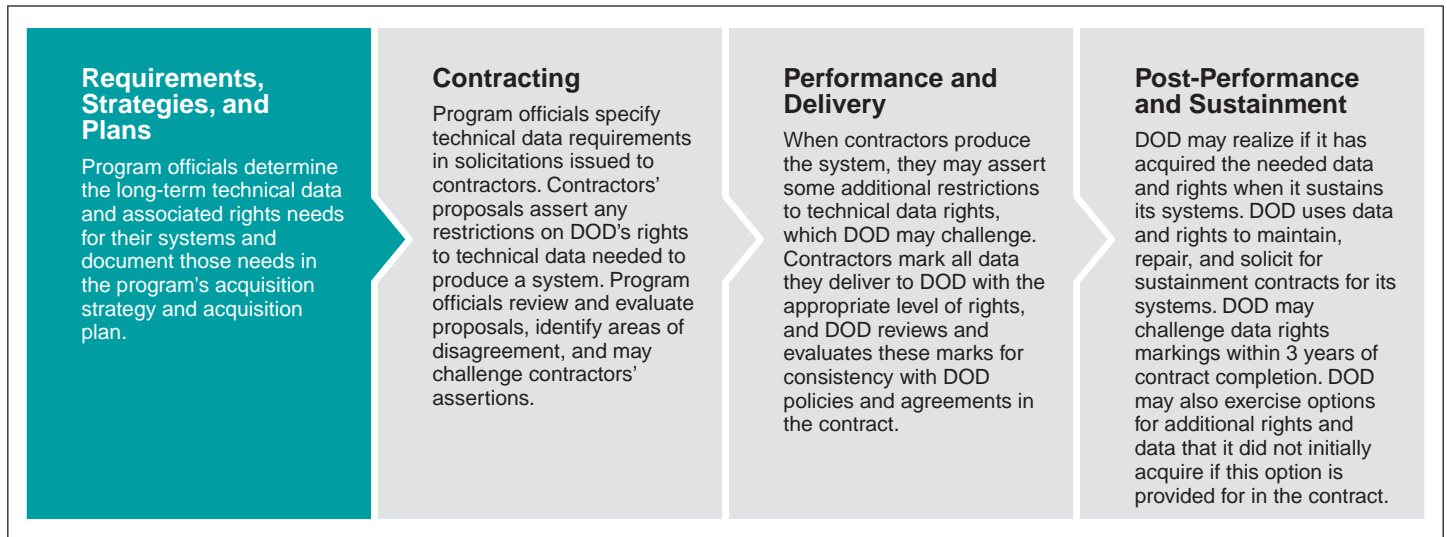 Requirements,
Strategies, and
Plans
Program officials determine
the long-term technical data
and associated rights needs
for their systems and
document those needs in
the program's acquisition
strategy and acquisition
plan.
Contracting
Program officials specify
technical data requirements
in solicitations issued to
contractors. Contractors’
proposals assert any
restrictions on DOD’s rights
to technical data needed to
produce a system. Program
officials review and evaluate
proposals, identify areas of
disagreement, and may
challenge contractors’
assertions.
Performance and
Delivery
When contractors produce
the system, they may assert
some additional restrictions
to technical data rights,
which DOD may challenge.
Contractors mark all data
they deliver to DOD with the
appropriate level of rights,
and DOD reviews and
evaluates these marks for
consistency with DOD
policies and agreements in
the contract.
Post-Performance
and Sustainment
DOD may realize if it has
acquired the needed data
and rights when it sustains
its systems. DOD uses data
and rights to maintain,
repair, and solicit for
sustainment contracts for its
systems. DOD may
challenge data rights
markings within 3 years of
contract completion. DOD
may also exercise options
for additional rights and
data that it did not initially
acquire if this option is
provided for in the contract.